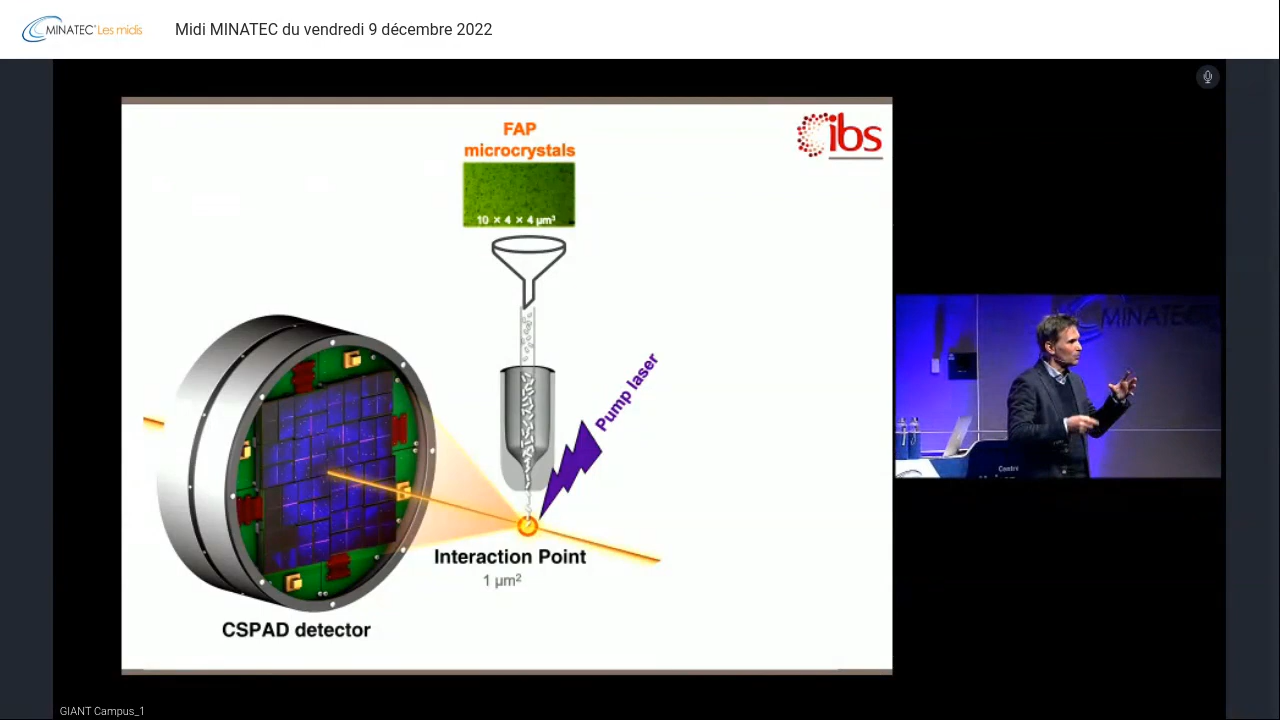 MINATEC Les midis
Midi MINATEC du vendredi 9 décembre 2022
FAP
microcrystals
10 × 4 × 4 µm³
ibs
Pump laser
Interaction Point
1 µm²
CSPAD detector
MINATEC
Centre
GIANT Campus_1